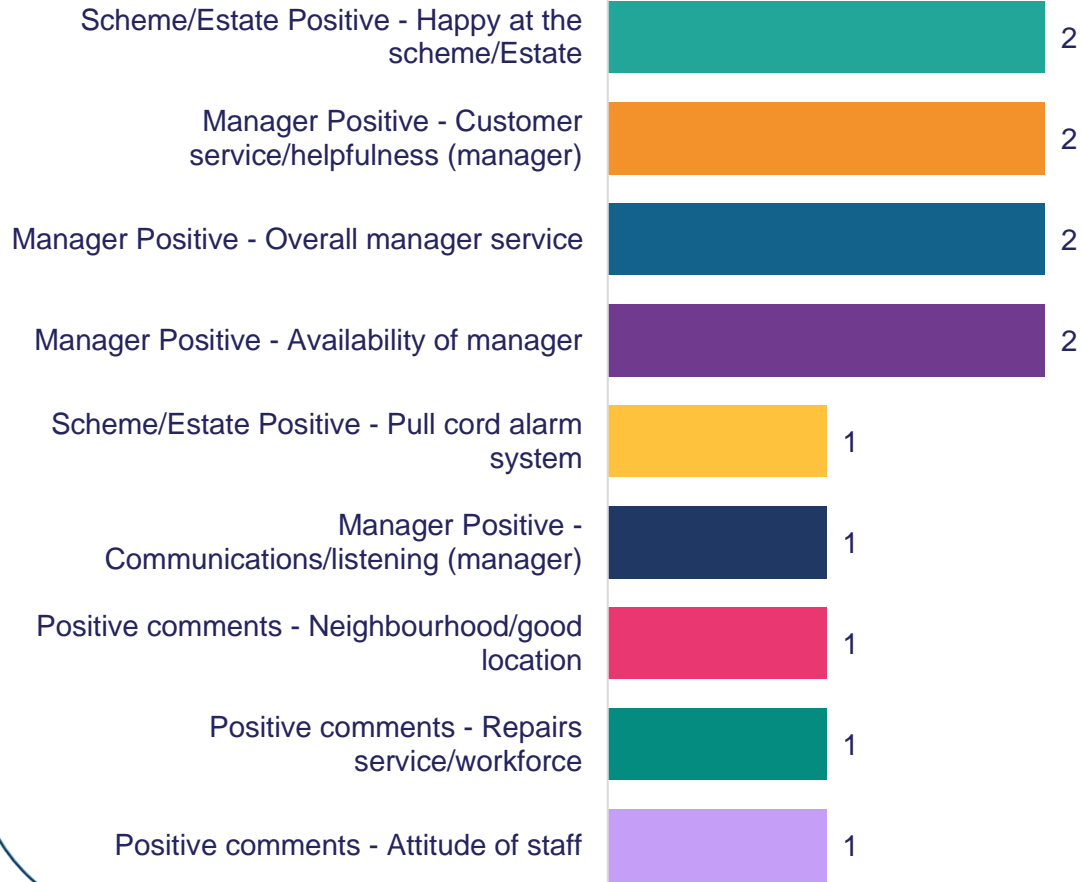 Scheme/Estate Positive - Happy at the
scheme/Estate
2
Manager Positive - Customer
service/helpfulness (manager)
2
Manager Positive - Overall manager service
2
Manager Positive - Availability of manager
2
Scheme/Estate Positive - Pull cord alarm
system
1
Manager Positive -
Communications/listening (manager)
1
Positive comments - Neighbourhood/good
location
1
Positive comments - Repairs
service/workforce
1
Positive comments - Attitude of staff
1